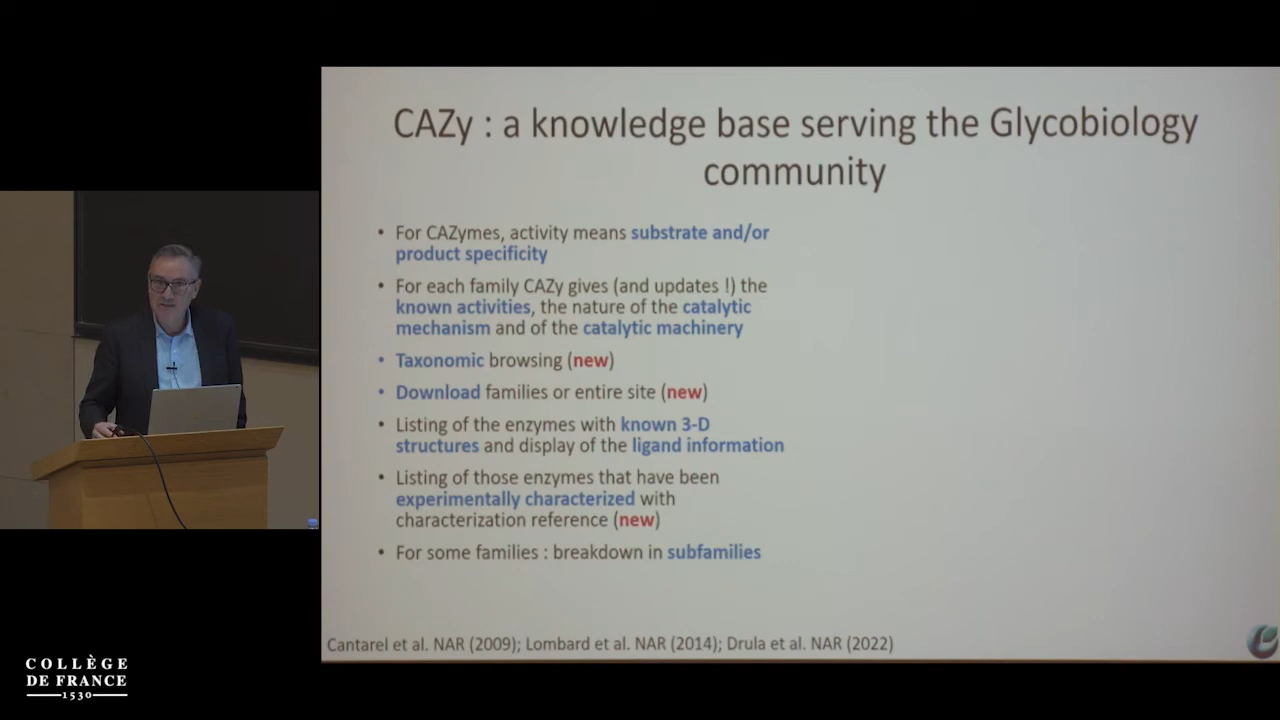 CAZy : a knowledge base serving the Glycobiology
community
• For CAZymes, activity means substrate and/or
product specificity
• For each family CAZy gives (and updates !) the
known activities, the nature of the catalytic
mechanism and of the catalytic machinery
• Taxonomic browsing (new)
• Download families or entire site (new)
• Listing of the enzymes with known 3-D
structures and display of the ligand information
• Listing of those enzymes that have been
experimentally characterized with
characterization reference (new)
• For some families : breakdown in subfamilies
Cantarel et al. NAR (2009); Lombard et al. NAR (2014); Drula et al. NAR (2022)
COLLÈGE
DE FRANCE
1530